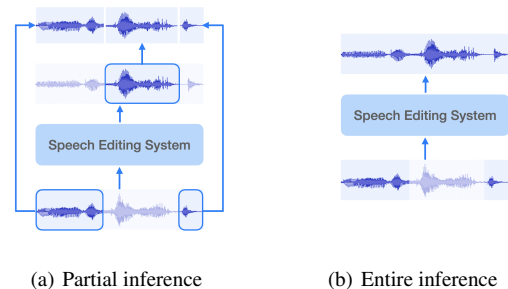 Speech Editing System
Speech Editing System
(a) Partial inference
(b) Entire inference